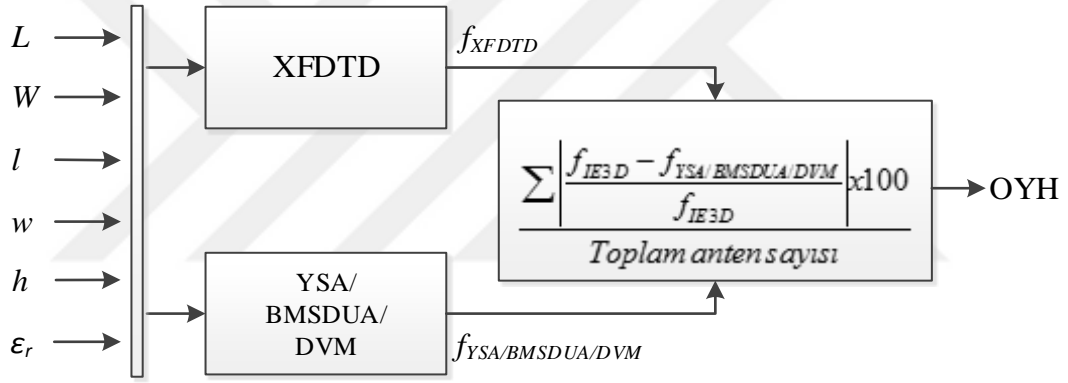 L
W
l
w
h
εr
XFDTD
fXFDTD
YSA/
BMSDUA/
DVM
fYSA/BMSDUA/DVM
∑|(fIE3D − fYSA/BMSDUA/DVM)/fIE3D|x100
Toplam anten sayısı
OYH